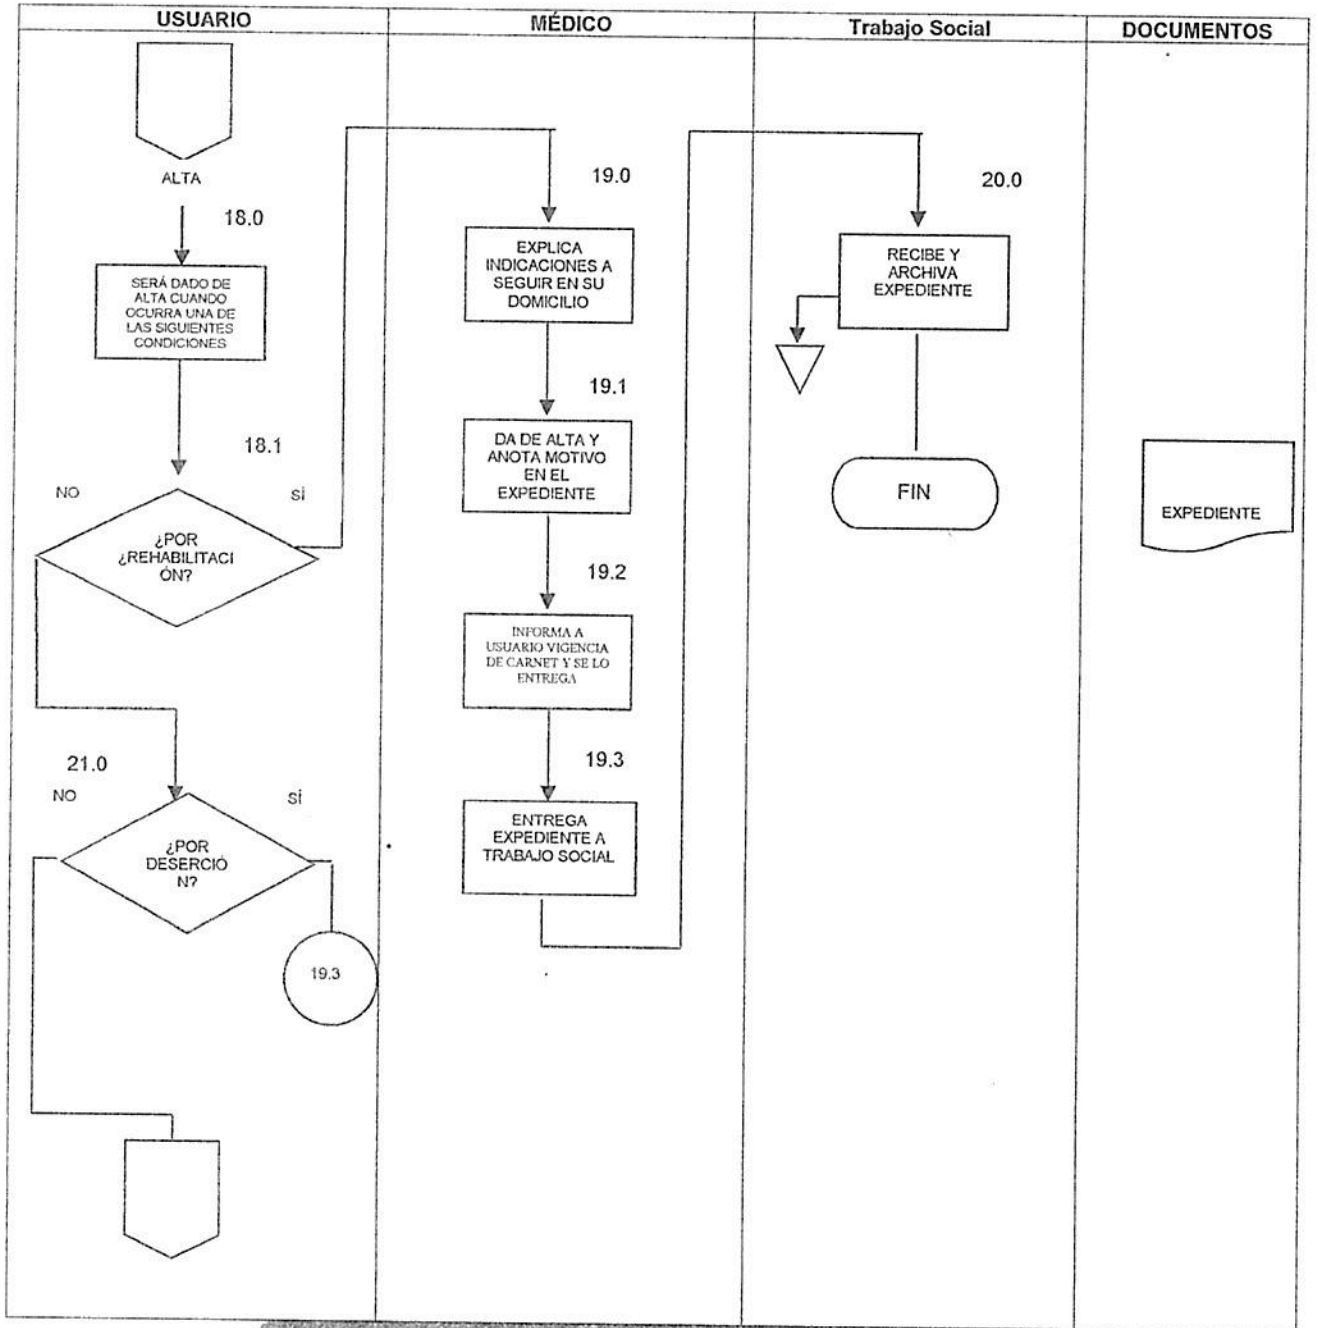 USUARIO
MÉDICO
Trabajo Social
DOCUMENTOS
ALTA
18.0
SERÁ DADO DE
ALTA CUANDO
OCURRA UNA DE
LAS SIGUIENTES
CONDICIONES
18.1
NO
SÍ
¿POR
¿REHABILITACI
ÓN?
21.0
NO
SÍ
¿POR
DESERCIÓ
N?
19.3
19.0
EXPLICA
INDICACIONES A
SEGUIR EN SU
DOMICILIO
19.1
DA DE ALTA Y
ANOTA MOTIVO
EN EL
EXPEDIENTE
19.2
INFORMA A
USUARIO VIGENCIA
DE CARNET Y SE LO
ENTREGA
19.3
ENTREGA
EXPEDIENTE A
TRABAJO SOCIAL
20.0
RECIBE Y
ARCHIVA
EXPEDIENTE
FIN
EXPEDIENTE